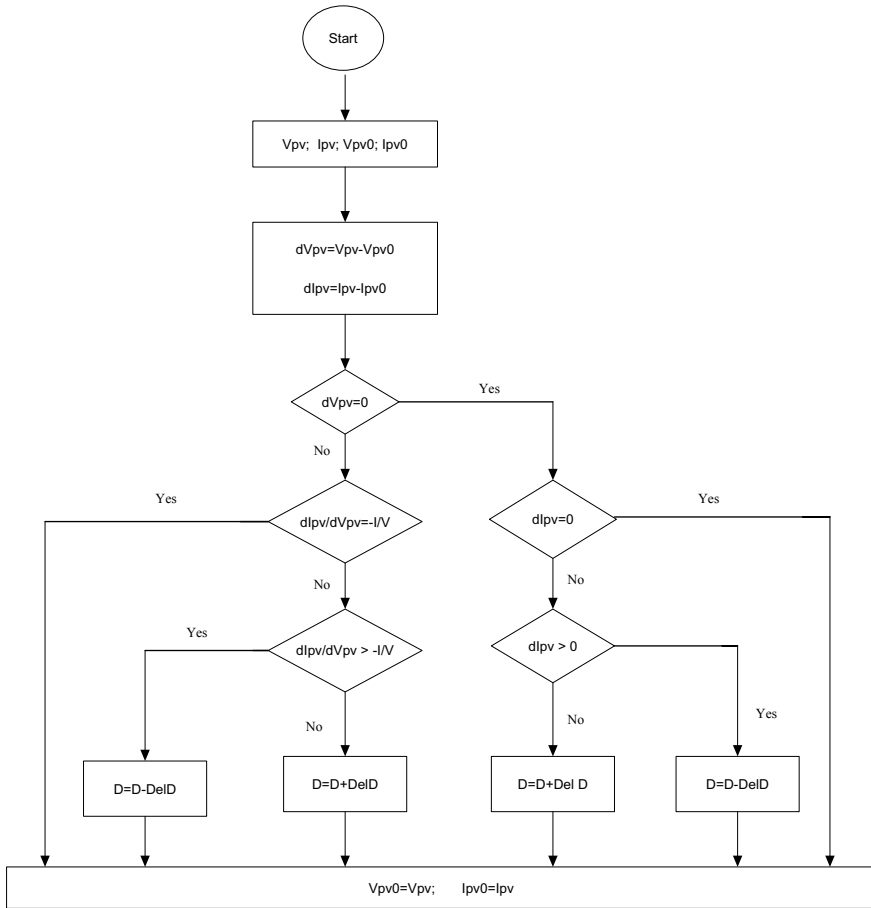 Start
Vpv; Ipv; Vpv0; Ipv0
dVpv=Vpv-Vpv0
dIpv=Ipv-Ipv0
dVpv=0
Yes
No
Yes
dIpv/dVpv=-I/V
dIpv=0
Yes
No
No
Yes
dIpv/dVpv > -I/V
dIpv > 0
No
No
Yes
D=D-DelD
D=D+DelD
D=D+Del D
D=D-DelD
Vpv0=Vpv; Ipv0=Ipv